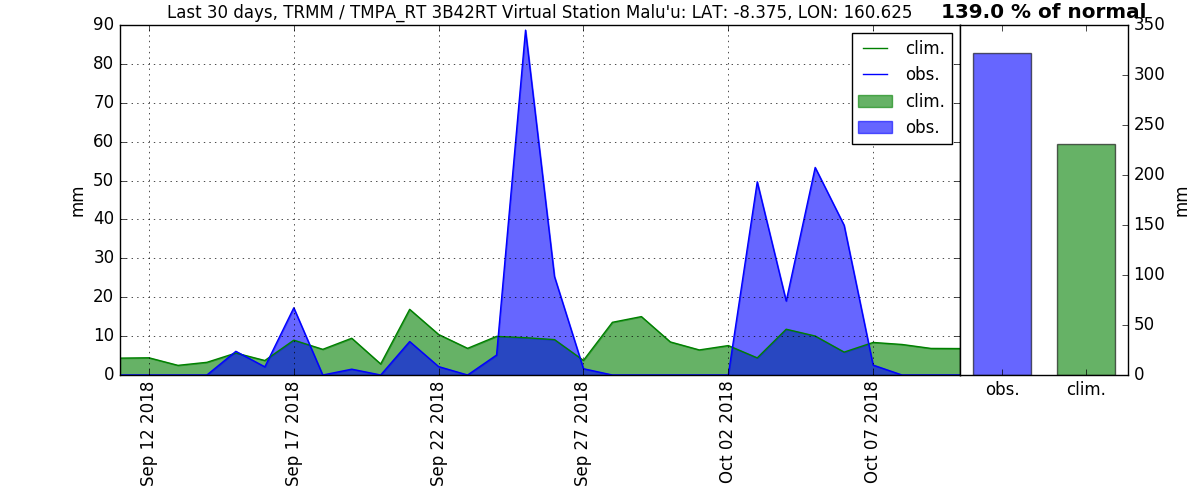 Last 30 days, TRMM / TMPA_RT 3B42RT Virtual Station Malu'u: LAT: -8.375, LON: 160.625
139.0 % of normal
90
80
70
60
50
40
30
20
10
0
mm
clim.
obs.
clim.
obs.
350
300
250
200
150
100
50
0
mm
obs.
clim.
Sep 12 2018
Sep 17 2018
Sep 22 2018
Sep 27 2018
Oct 02 2018
Oct 07 2018